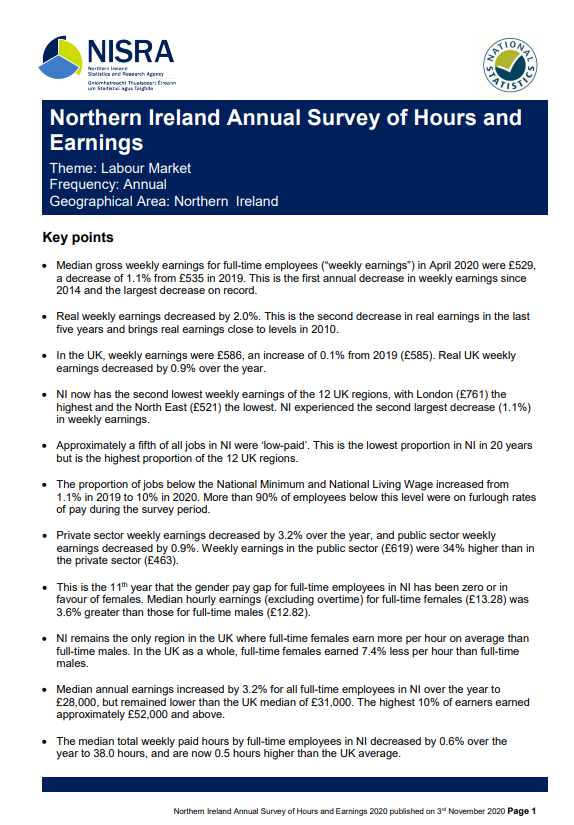 NISRA
Northern Ireland
Statistics and Research Agency
Gníomhaireacht Thuaisceart Éireann
um Staitisticí agus Taighde
NATIONAL STATISTICS
Northern Ireland Annual Survey of Hours and
Earnings
Theme: Labour Market
Frequency: Annual
Geographical Area: Northern Ireland
Key points
• Median gross weekly earnings for full-time employees (“weekly earnings”) in April 2020 were £529,
a decrease of 1.1% from £535 in 2019. This is the first annual decrease in weekly earnings since
2014 and the largest decrease on record.
• Real weekly earnings decreased by 2.0%. This is the second decrease in real earnings in the last
five years and brings real earnings close to levels in 2010.
• In the UK, weekly earnings were £586, an increase of 0.1% from 2019 (£585). Real UK weekly
earnings decreased by 0.9% over the year.
• NI now has the second lowest weekly earnings of the 12 UK regions, with London (£761) the
highest and the North East (£521) the lowest. NI experienced the second largest decrease (1.1%)
in weekly earnings.
• Approximately a fifth of all jobs in NI were ‘low-paid’. This is the lowest proportion in NI in 20 years
but is the highest proportion of the 12 UK regions.
• The proportion of jobs below the National Minimum and National Living Wage increased from
1.1% in 2019 to 10% in 2020. More than 90% of employees below this level were on furlough rates
of pay during the survey period.
• Private sector weekly earnings decreased by 3.2% over the year, and public sector weekly
earnings decreased by 0.9%. Weekly earnings in the public sector (£619) were 34% higher than in
the private sector (£463).
• This is the 11th year that the gender pay gap for full-time employees in NI has been zero or in
favour of females. Median hourly earnings (excluding overtime) for full-time females (£13.28) was
3.6% greater than those for full-time males (£12.82).
• NI remains the only region in the UK where full-time females earn more per hour on average than
full-time males. In the UK as a whole, full-time females earned 7.4% less per hour than full-time
males.
• Median annual earnings increased by 3.2% for all full-time employees in NI over the year to
£28,000, but remained lower than the UK median of £31,000. The highest 10% of earners earned
approximately £52,000 and above.
• The median total weekly paid hours by full-time employees in NI decreased by 0.6% over the
year to 38.0 hours, and are now 0.5 hours higher than the UK average.
Northern Ireland Annual Survey of Hours and Earnings 2020 published on 3rd November 2020 Page 1